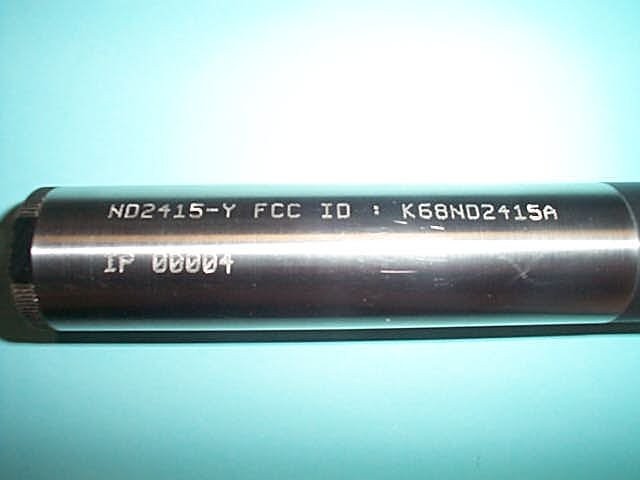 ND2415-Y FCC ID : K68ND2415A
IP 00004